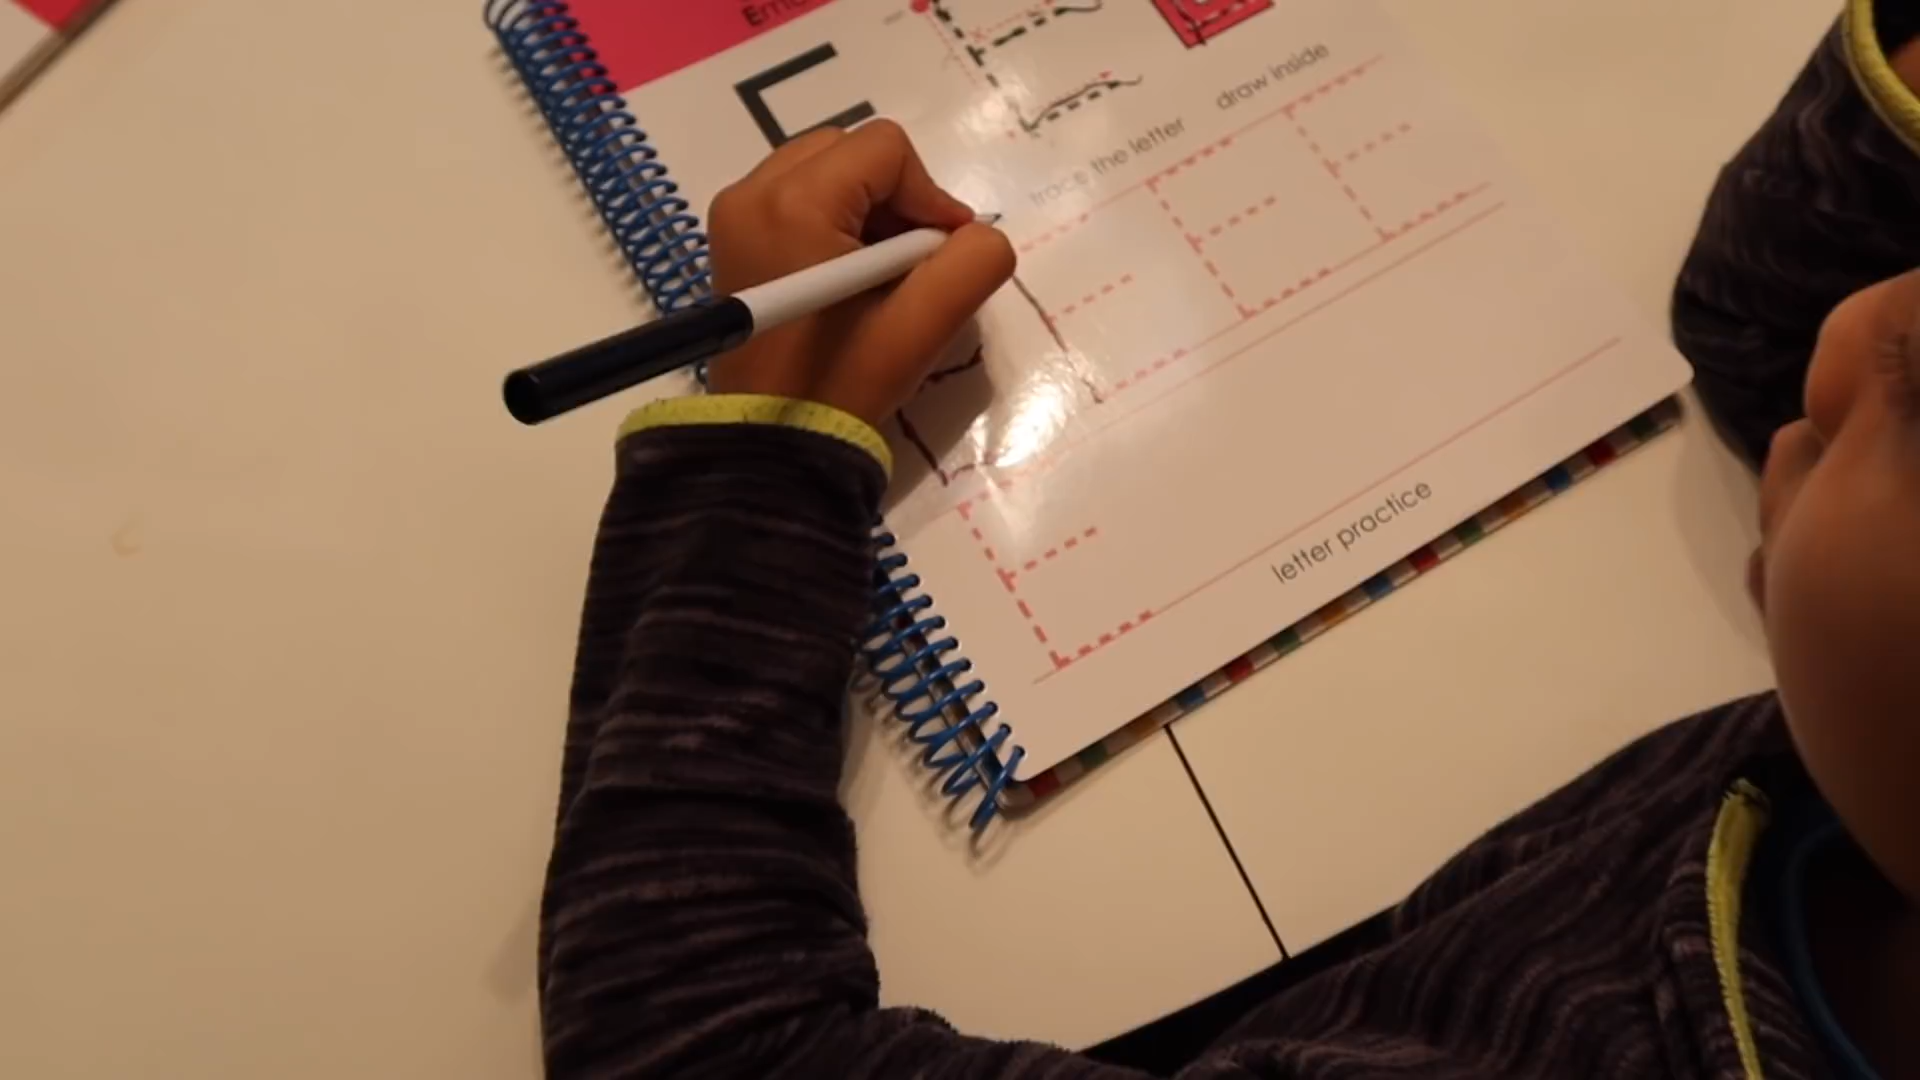 E
trace the letter
draw inside
E E E
E
letter practice